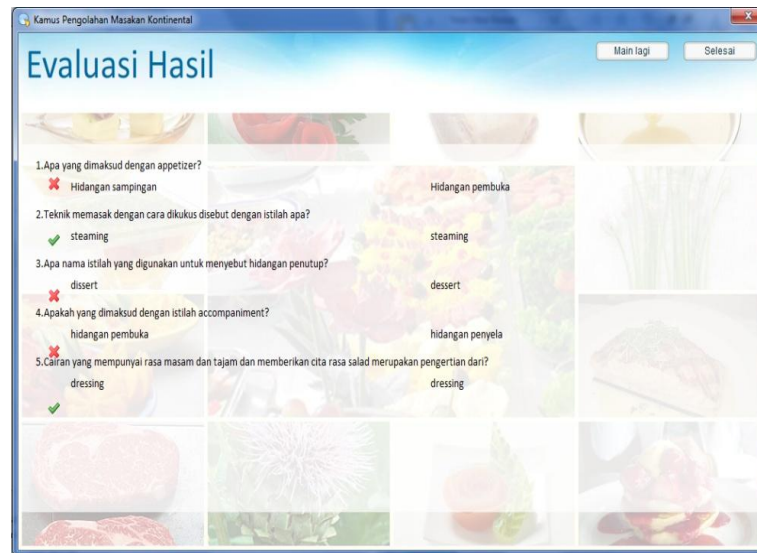 Kamus Pengolahan Masakan Kontinental
Evaluasi Hasil
Main lagi
Selesai
1.Apa yang dimaksud dengan appetizer?
Hidangan sampingan
Hidangan pembuka
2.Teknik memasak dengan cara dikukus disebut dengan istilah apa?
steaming
steaming
3.Apa nama istilah yang digunakan untuk menyebut hidangan penutup?
dissert
dessert
4.Apakah yang dimaksud dengan istilah accompaniment?
hidangan pembuka
hidangan penyela
5.Cairan yang mempunyai rasa masam dan tajam dan memberikan cita rasa salad merupakan pengertian dari?
dressing
dressing